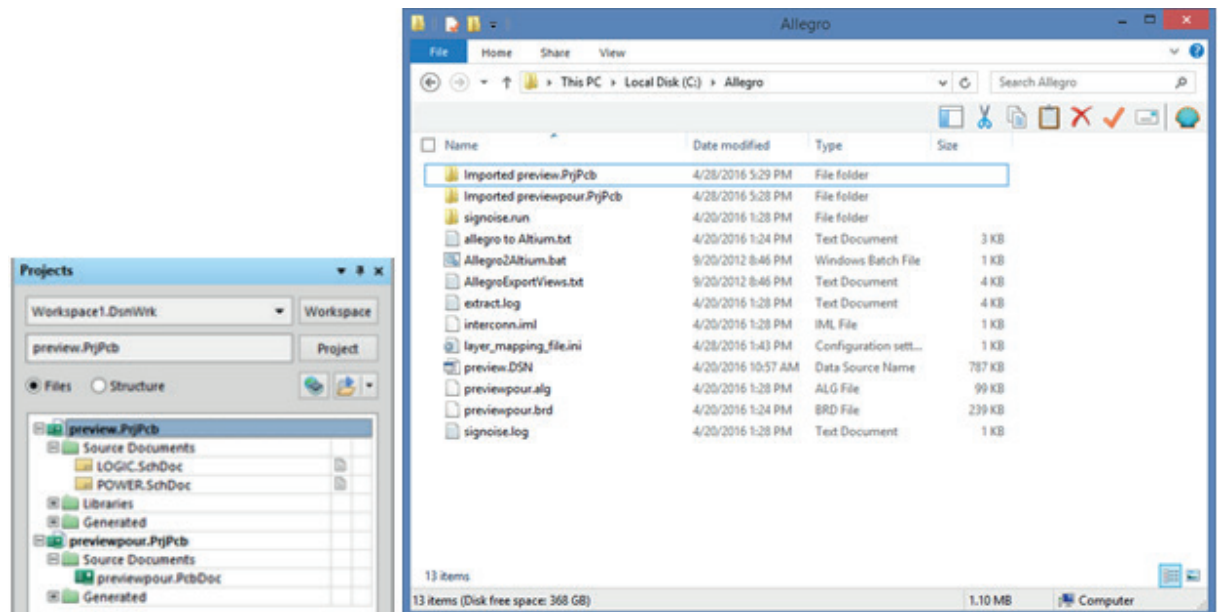 Projects
Workspace1.DsnWrk Workspace
preview.PrjPcb Project
Files Structure
preview.PrjPcb
Source Documents
LOGIC.SchDoc
POWER.SchDoc
Libraries
Generated
previewpour.PrjPcb
Source Documents
previewpour.PcbDoc
Generated
Allegro
File Home Share View
This PC Local Disk (C:) Allegro Search Allegro
Name Date modified Type Size
Imported preview.PrjPcb 4/28/2016 5:29 PM File folder
Imported previewpour.PrjPcb 4/28/2016 5:28 PM File folder
signoise.run 4/20/2016 1:28 PM File folder
allegro to Altium.txt 4/20/2016 1:24 PM Text Document 3 KB
Allegro2Altium.bat 9/20/2012 8:46 PM Windows Batch File 1 KB
AllegroExportViews.txt 9/20/2012 8:46 PM Text Document 4 KB
extract.log 4/20/2016 1:28 PM Text Document 4 KB
interconn.iml 4/20/2016 1:28 PM IML File 1 KB
layer_mapping_file.ini 4/28/2016 1:43 PM Configuration sett... 1 KB
preview.DSN 4/20/2016 10:57 AM Data Source Name 787 KB
previewpour.alg 4/20/2016 1:28 PM ALG File 99 KB
previewpour.brd 4/20/2016 1:24 PM BRD File 239 KB
signoise.log 4/20/2016 1:28 PM Text Document 1 KB
13 items
13 items (Disk free space: 368 GB) 1.10 MB Computer